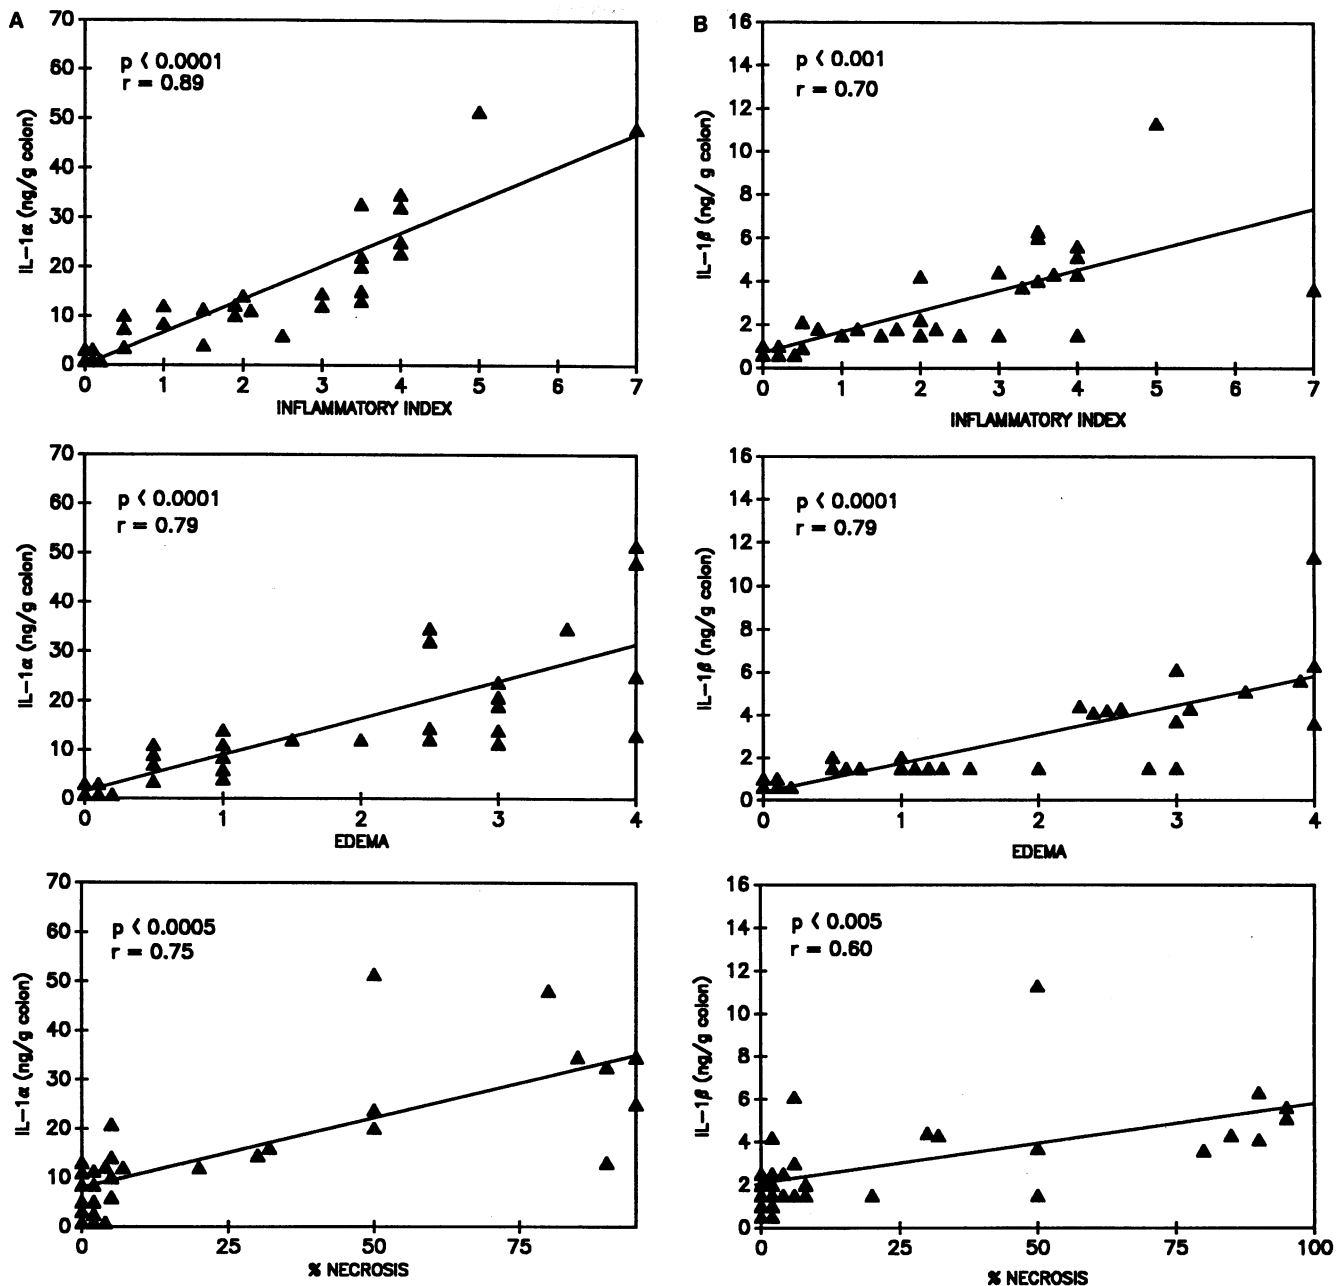 A
70
60
50
40
30
20
10
0
IL-1α (ng/g colon)
p < 0.0001
r = 0.89
0 1 2 3 4 5 6 7
INFLAMMATORY INDEX
B
16
14
12
10
8
6
4
2
0
IL-1β (ng/ g colon)
p < 0.001
r = 0.70
0 1 2 3 4 5 6 7
INFLAMMATORY INDEX
70
60
50
40
30
20
10
0
IL-1α (ng/g colon)
p < 0.0001
r = 0.79
0 1 2 3 4
EDEMA
16
14
12
10
8
6
4
2
0
IL-1β (ng/g colon)
p < 0.0001
r = 0.79
0 1 2 3 4
EDEMA
70
60
50
40
30
20
10
0
IL-1α (ng/g colon)
p < 0.0005
r = 0.75
0 25 50 75
% NECROSIS
16
14
12
10
8
6
4
2
0
IL-1β (ng/g colon)
p < 0.005
r = 0.60
0 25 50 75 100
% NECROSIS